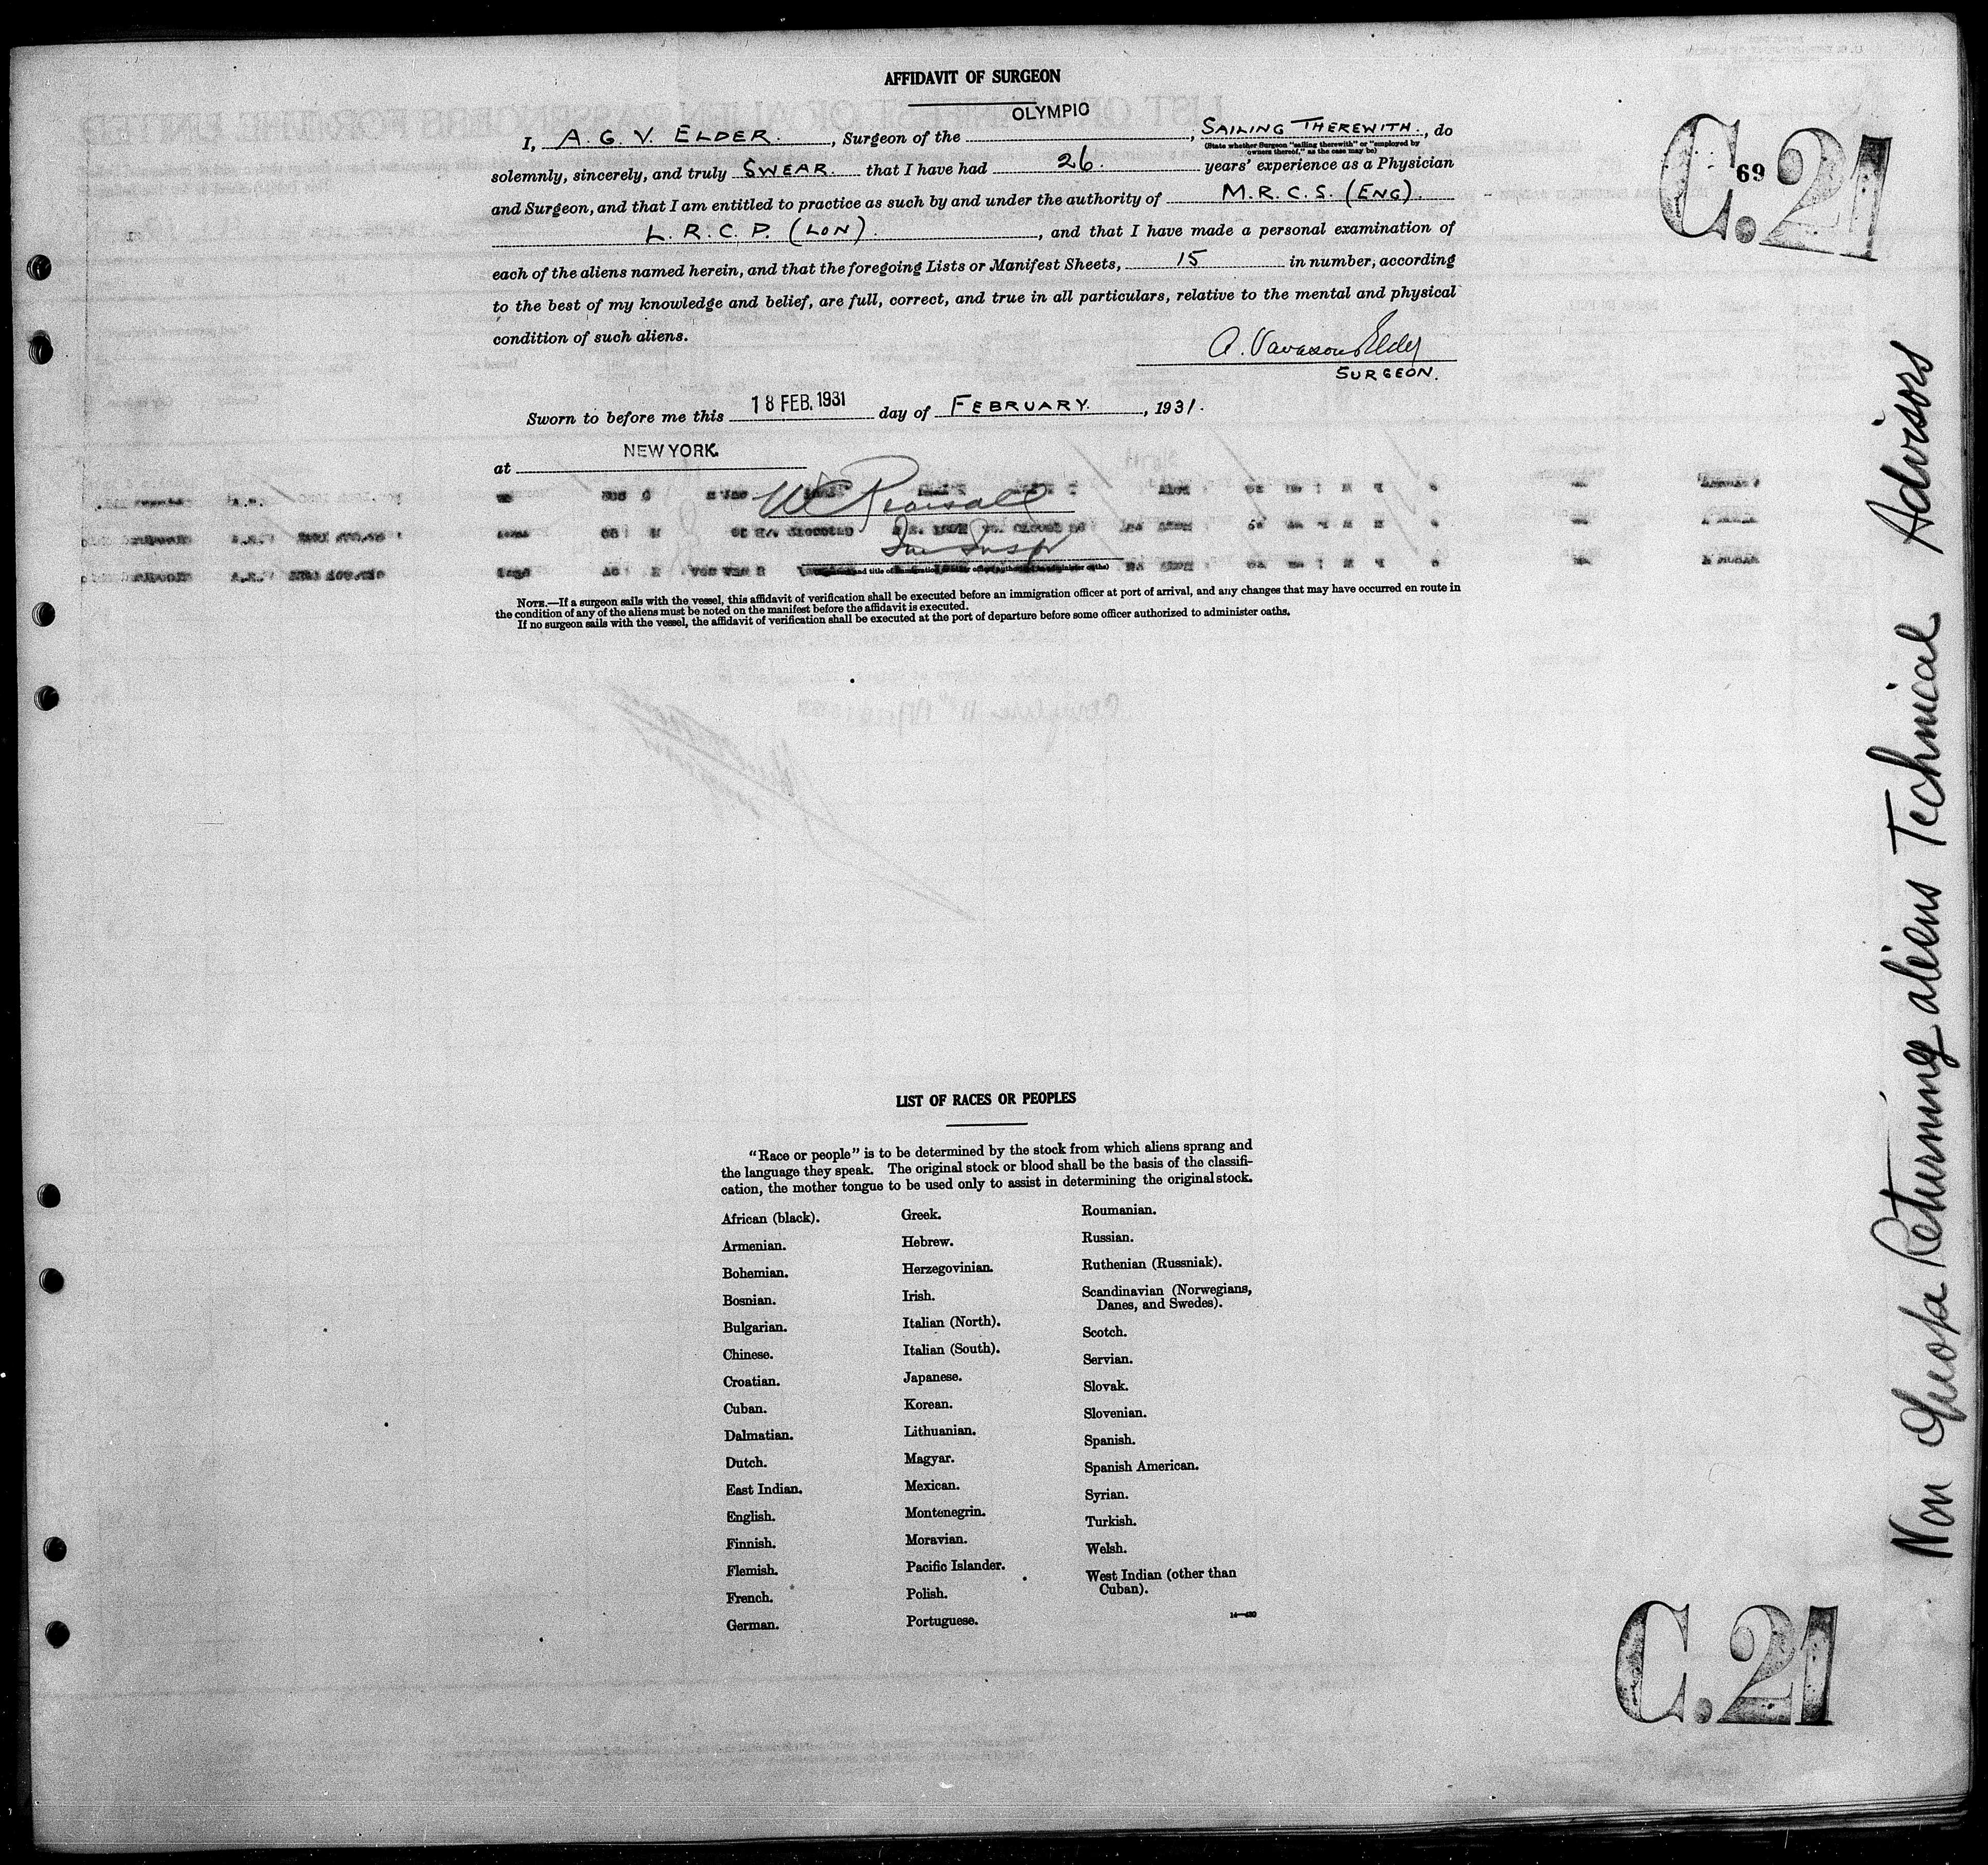 AFFIDAVIT OF SURGEON
I, A. G. V. ELDER., Surgeon of the OLYMPIC, SAILING THEREWITH., do
(State whether Surgeon "sailing therewith" or "employed by
owners thereof," as the case may be)
solemnly, sincerely, and truly SWEAR. that I have had 26. years' experience as a Physician
and Surgeon, and that I am entitled to practice as such by and under the authority of M.R.C.S. (ENG).
L.R.C.P. (LON)., and that I have made a personal examination of
each of the aliens named herein, and that the foregoing Lists or Manifest Sheets, 15 in number, according
to the best of my knowledge and belief, are full, correct, and true in all particulars, relative to the mental and physical
condition of such aliens.
A. Vavasour Elder
SURGEON.
Sworn to before me this 18 FEB. 1931 day of FEBRUARY., 1931.
at NEW YORK.
NOTE.—If a surgeon sails with the vessel, this affidavit of verification shall be executed before an immigration officer at port of arrival, and any changes that may have occurred en route in
the condition of any of the aliens must be noted on the manifest before the affidavit is executed.
If no surgeon sails with the vessel, the affidavit of verification shall be executed at the port of departure before some officer authorized to administer oaths.
C.21
69
Non Quota Returning aliens Technical Advisors
LIST OF RACES OR PEOPLES
"Race or people" is to be determined by the stock from which aliens sprang and
the language they speak. The original stock or blood shall be the basis of the classifi-
cation, the mother tongue to be used only to assist in determining the original stock.
African (black).
Armenian.
Bohemian.
Bosnian.
Bulgarian.
Chinese.
Croatian.
Cuban.
Dalmatian.
Dutch.
East Indian.
English.
Finnish.
Flemish.
French.
German.
Greek.
Hebrew.
Herzegovinian.
Irish.
Italian (North).
Italian (South).
Japanese.
Korean.
Lithuanian.
Magyar.
Mexican.
Montenegrin.
Moravian.
Pacific Islander.
Polish.
Portuguese.
Roumanian.
Russian.
Ruthenian (Russniak).
Scandinavian (Norwegians,
Danes, and Swedes).
Scotch.
Servian.
Slovak.
Slovenian.
Spanish.
Spanish American.
Syrian.
Turkish.
Welsh.
West Indian (other than
Cuban).
C.21